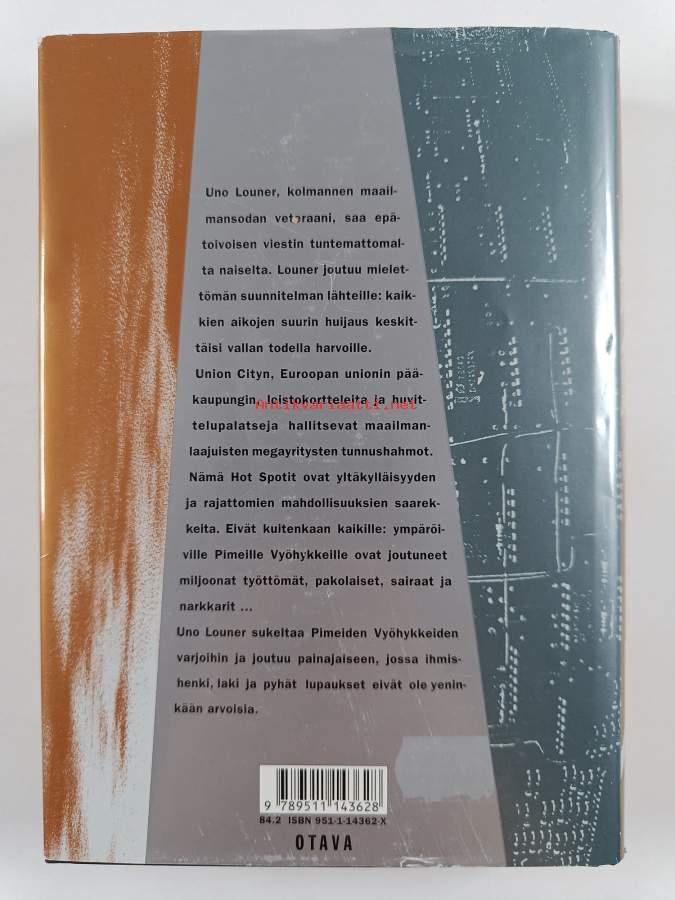 Uno Louner, kolmannen maail-
mansodan veteraani, saa epä-
toivoisen viestin tuntemattomal-
ta naiselta. Louner joutuu mielet-
tömän suunnitelman lähteille: kaik-
kien aikojen suurin huijaus keskit-
täisi vallan todella harvoille.
Union Cityn, Euroopan unionin pää-
kaupungin, loistokortteleita ja huvit-
Antikvariaatti.net
telupalatseja hallitsevat maailman-
laajuisten megayritysten tunnushahmot.
Nämä Hot Spotit ovat yltäkylläisyyden
ja rajattomien mahdollisuuksien saarek-
keita. Eivät kuitenkaan kaikille: ympäröi-
ville Pimeille Vyöhykkeille ovat joutuneet
miljoonat työttömät, pakolaiset, sairaat ja
narkkarit ...
Uno Louner sukeltaa Pimeiden Vyöhykkeiden
varjoihin ja joutuu painajaiseen, jossa ihmis-
henki, laki ja pyhät lupaukset eivät ole yenin-
kään arvoisia.
9 789511 143628
84.2 ISBN 951-1-14362-X
OTAVA